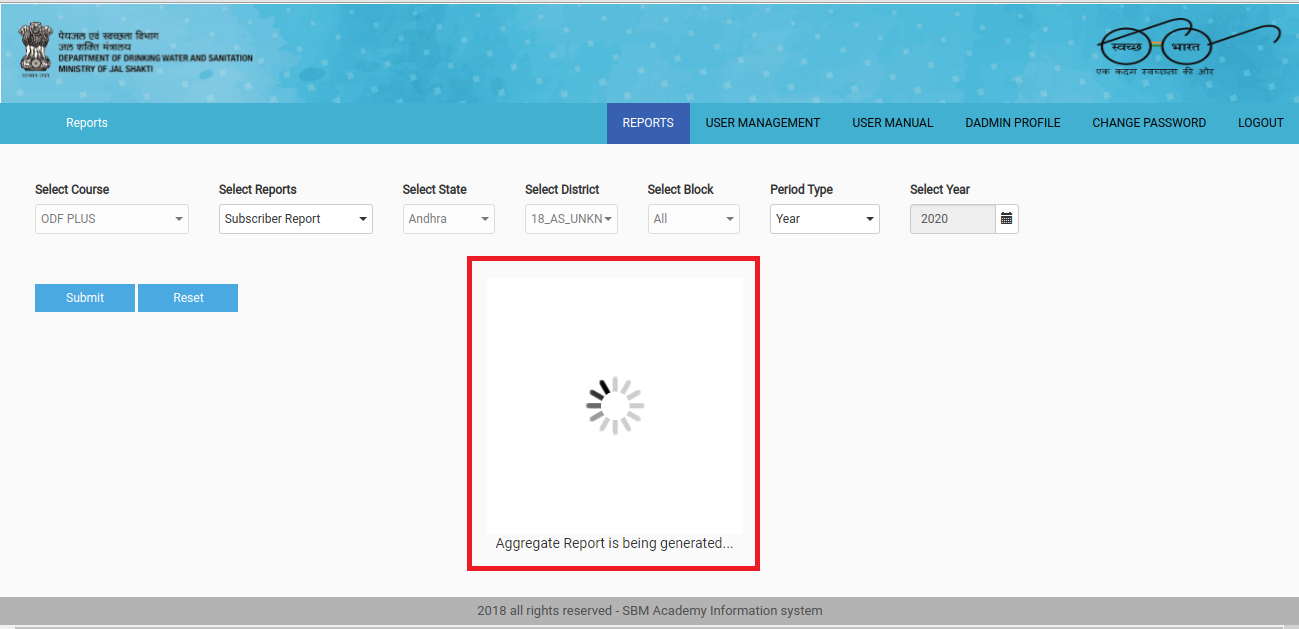 पेयजल एवं स्वच्छता विभाग
जल शक्ति मंत्रालय
DEPARTMENT OF DRINKING WATER AND SANITATION
MINISTRY OF JAL SHAKTI
सत्यमेव जयते
स्वच्छ भारत
एक कदम स्वच्छता की ओर
Reports
REPORTS
USER MANAGEMENT
USER MANUAL
DADMIN PROFILE
CHANGE PASSWORD
LOGOUT
Select Course
Select Reports
Select State
Select District
Select Block
Period Type
Select Year
ODF PLUS
Subscriber Report
Andhra
18_AS_UNKN
All
Year
2020
Submit
Reset
Aggregate Report is being generated...
2018 all rights reserved - SBM Academy Information system